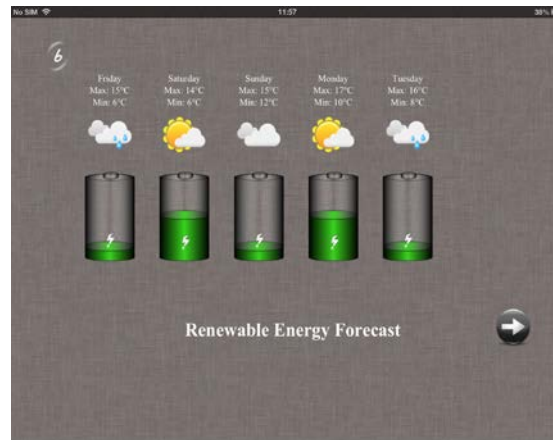 No SIM
11:57
30%
6
Friday
Max: 15°C
Min: 6°C
Saturday
Max: 14°C
Min: 6°C
Sunday
Max: 15°C
Min: 12°C
Monday
Max: 17°C
Min: 10°C
Tuesday
Max: 16°C
Min: 8°C
Renewable Energy Forecast